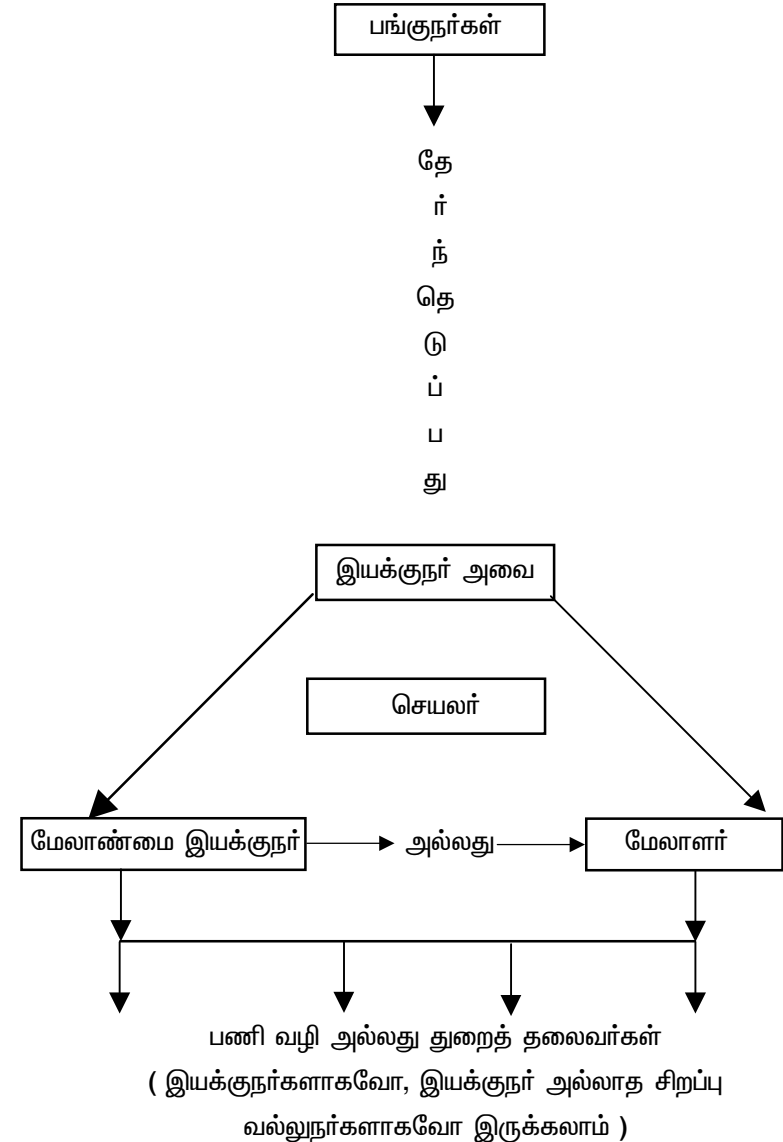 பங்குநர்கள்
தே
ர்
ந்
தெ
டு
ப்
ப
து
இயக்குநர் அவை
செயலர்
மேலாண்மை இயக்குநர் அல்லது மேலாளர்
பணி வழி அல்லது துறைத் தலைவர்கள்
( இயக்குநர்களாகவோ, இயக்குநர் அல்லாத சிறப்பு
வல்லுநர்களாகவோ இருக்கலாம் )